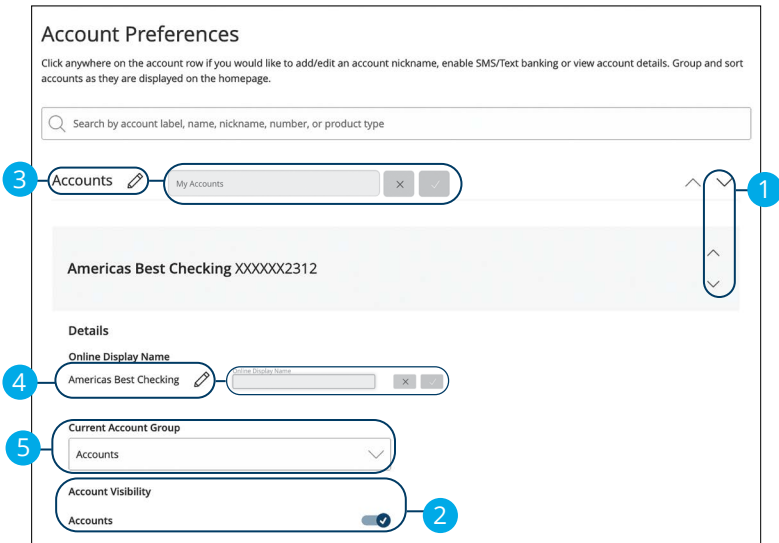 Account Preferences
Click anywhere on the account row if you would like to add/edit an account nickname, enable SMS/Text banking or view account details. Group and sort
accounts as they are displayed on the homepage.
Search by account label, name, nickname, number, or product type
3
Accounts
My Accounts
1
Americas Best Checking XXXXXX2312
Details
Online Display Name
4
Americas Best Checking
Online Display Name
5
Current Account Group
Accounts
Account Visibility
Accounts
2